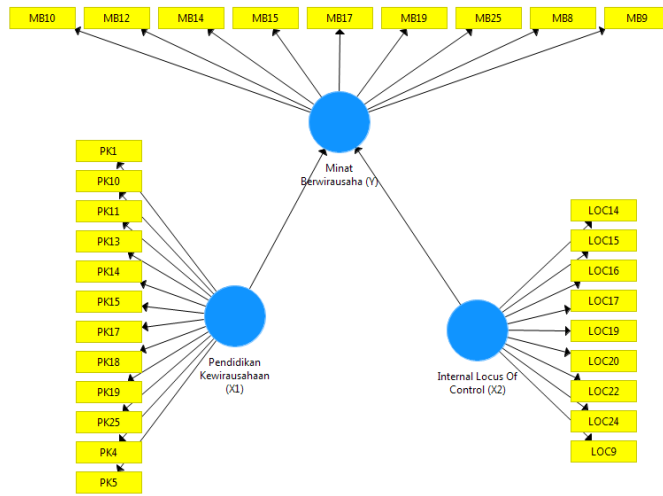 MB10 MB12 MB14 MB15 MB17 MB19 MB25 MB8 MB9
Minat
Berwirausaha (Y)
PK1
PK10
PK11
PK13
PK14
PK15
PK17
PK18
PK19
PK25
PK4
PK5
Pendidikan
Kewirausahaan
(X1)
Internal Locus Of
Control (X2)
LOC14
LOC15
LOC16
LOC17
LOC19
LOC20
LOC22
LOC24
LOC9